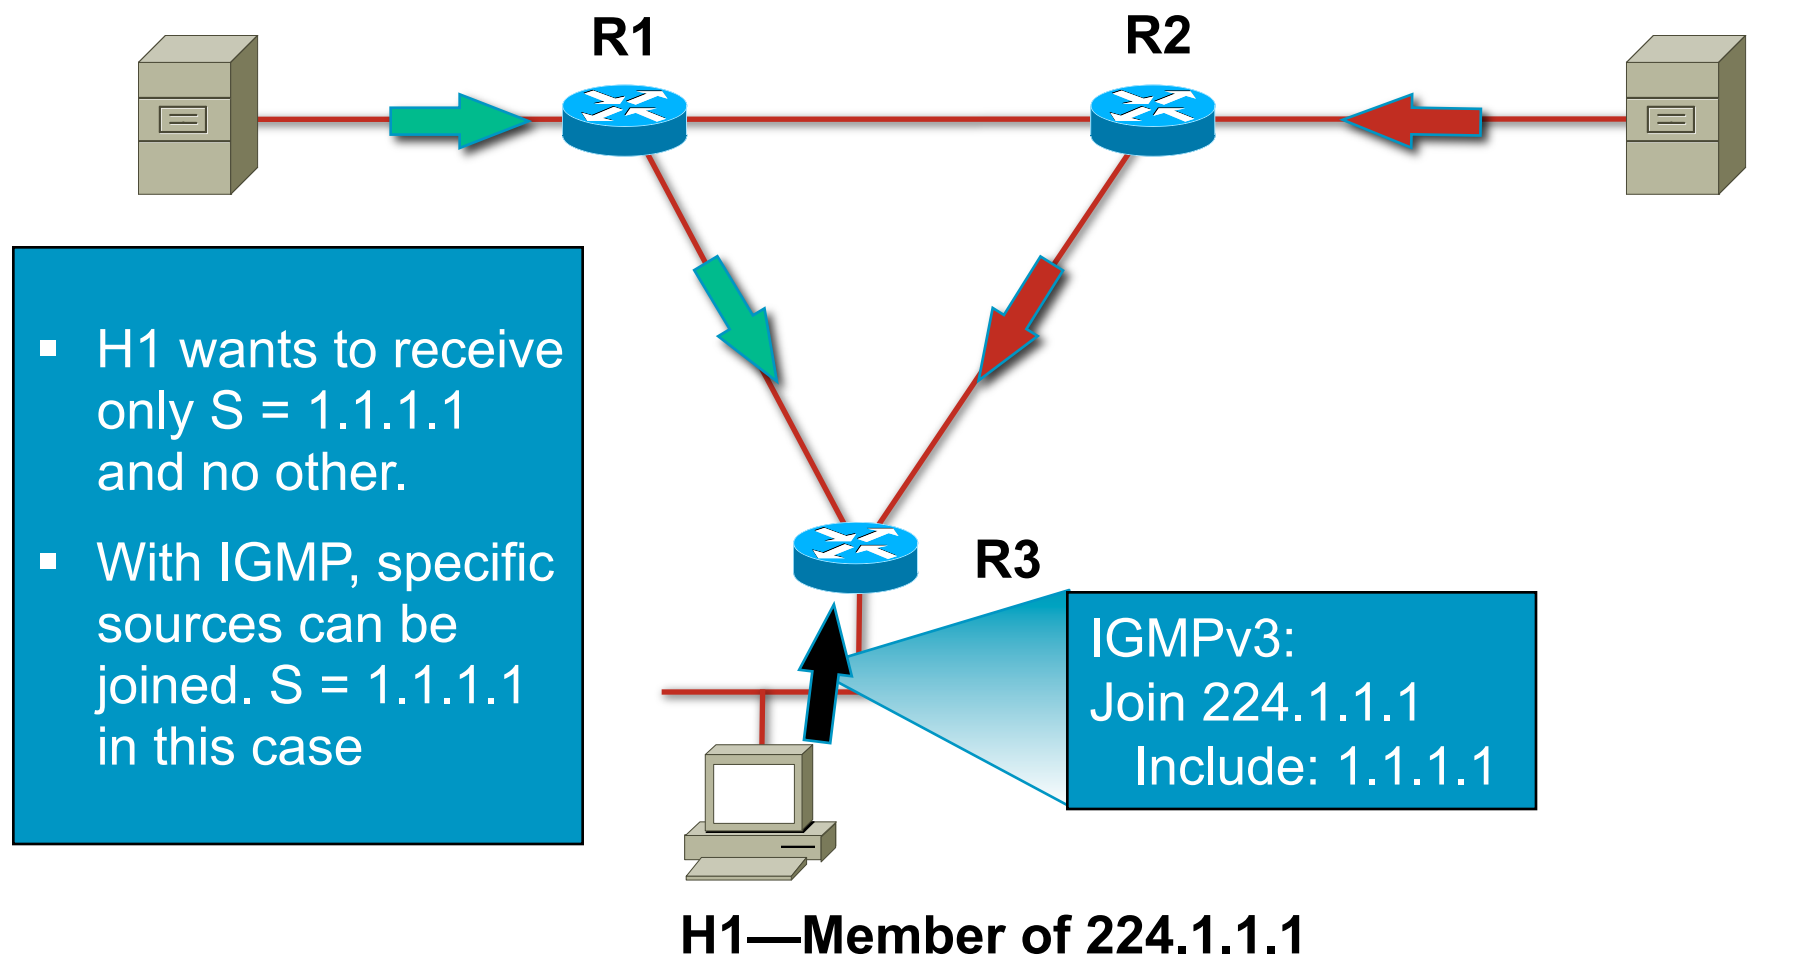 R1
R2
▪ H1 wants to receive
only S = 1.1.1.1
and no other.
▪ With IGMP, specific
sources can be
joined. S = 1.1.1.1
in this case
R3
IGMPv3:
Join 224.1.1.1
Include: 1.1.1.1
H1—Member of 224.1.1.1